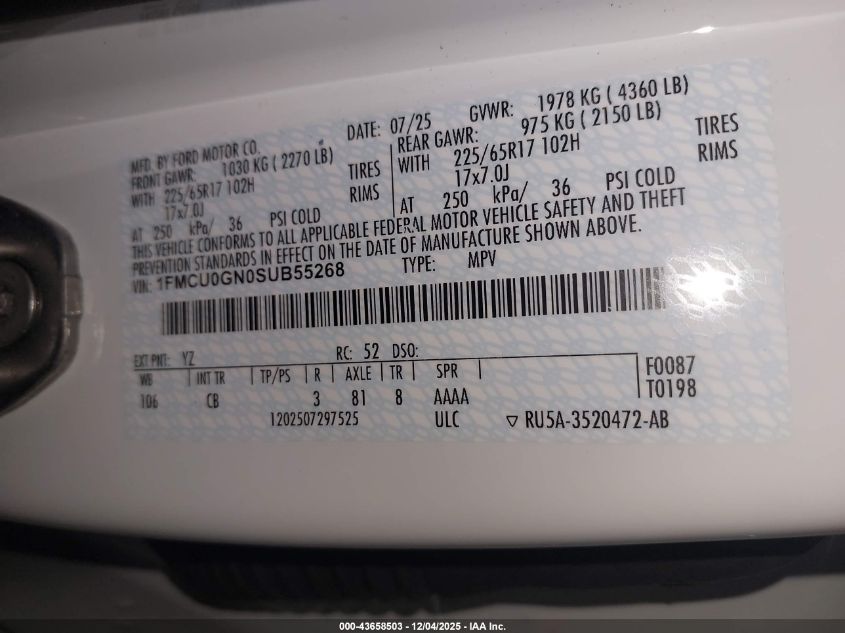 MFD. BY FORD MOTOR CO.
DATE: 07/25 GVWR: 1978 KG ( 4360 LB)
FRONT GAWR: 1030 KG ( 2270 LB)
WITH 225/65R17 102H TIRES
17x7.0J RIMS
AT 250 kPa/ 36 PSI COLD
REAR GAWR: 975 KG ( 2150 LB)
WITH 225/65R17 102H TIRES
17x7.0J RIMS
AT 250 kPa/ 36 PSI COLD
THIS VEHICLE CONFORMS TO ALL APPLICABLE FEDERAL MOTOR VEHICLE SAFETY AND THEFT
PREVENTION STANDARDS IN EFFECT ON THE DATE OF MANUFACTURE SHOWN ABOVE.
VIN: 1FMCU0GN0SUB55268 TYPE: MPV
EXT PNT: YZ RC: 52 DSO:
WB INT TR TP/PS R AXLE TR SPR
106 CB 3 81 8 AAAA
F0087
T0198
1202507297525 ULC ▽ RU5A-3520472-AB
000-43658503 - 12/04/2025 - IAA Inc.